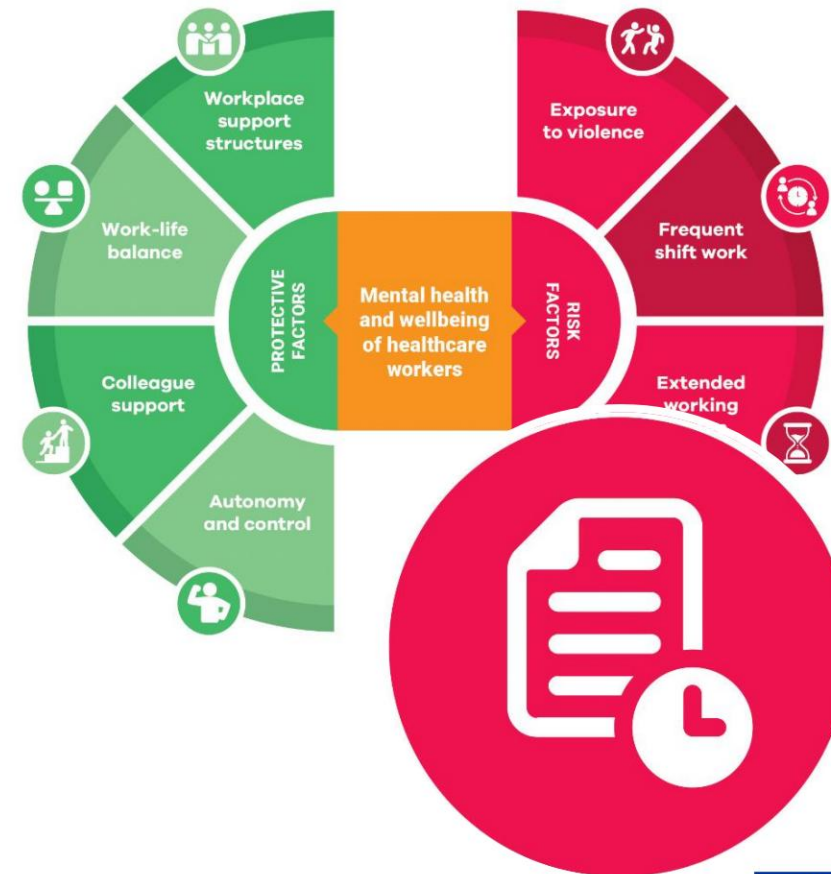 Workplace
support
structures
Work-life
balance
Colleague
support
Autonomy
and control
PROTECTIVE
FACTORS
Mental health
and wellbeing
of healthcare
workers
RISK
FACTORS
Exposure
to violence
Frequent
shift work
Extended
working